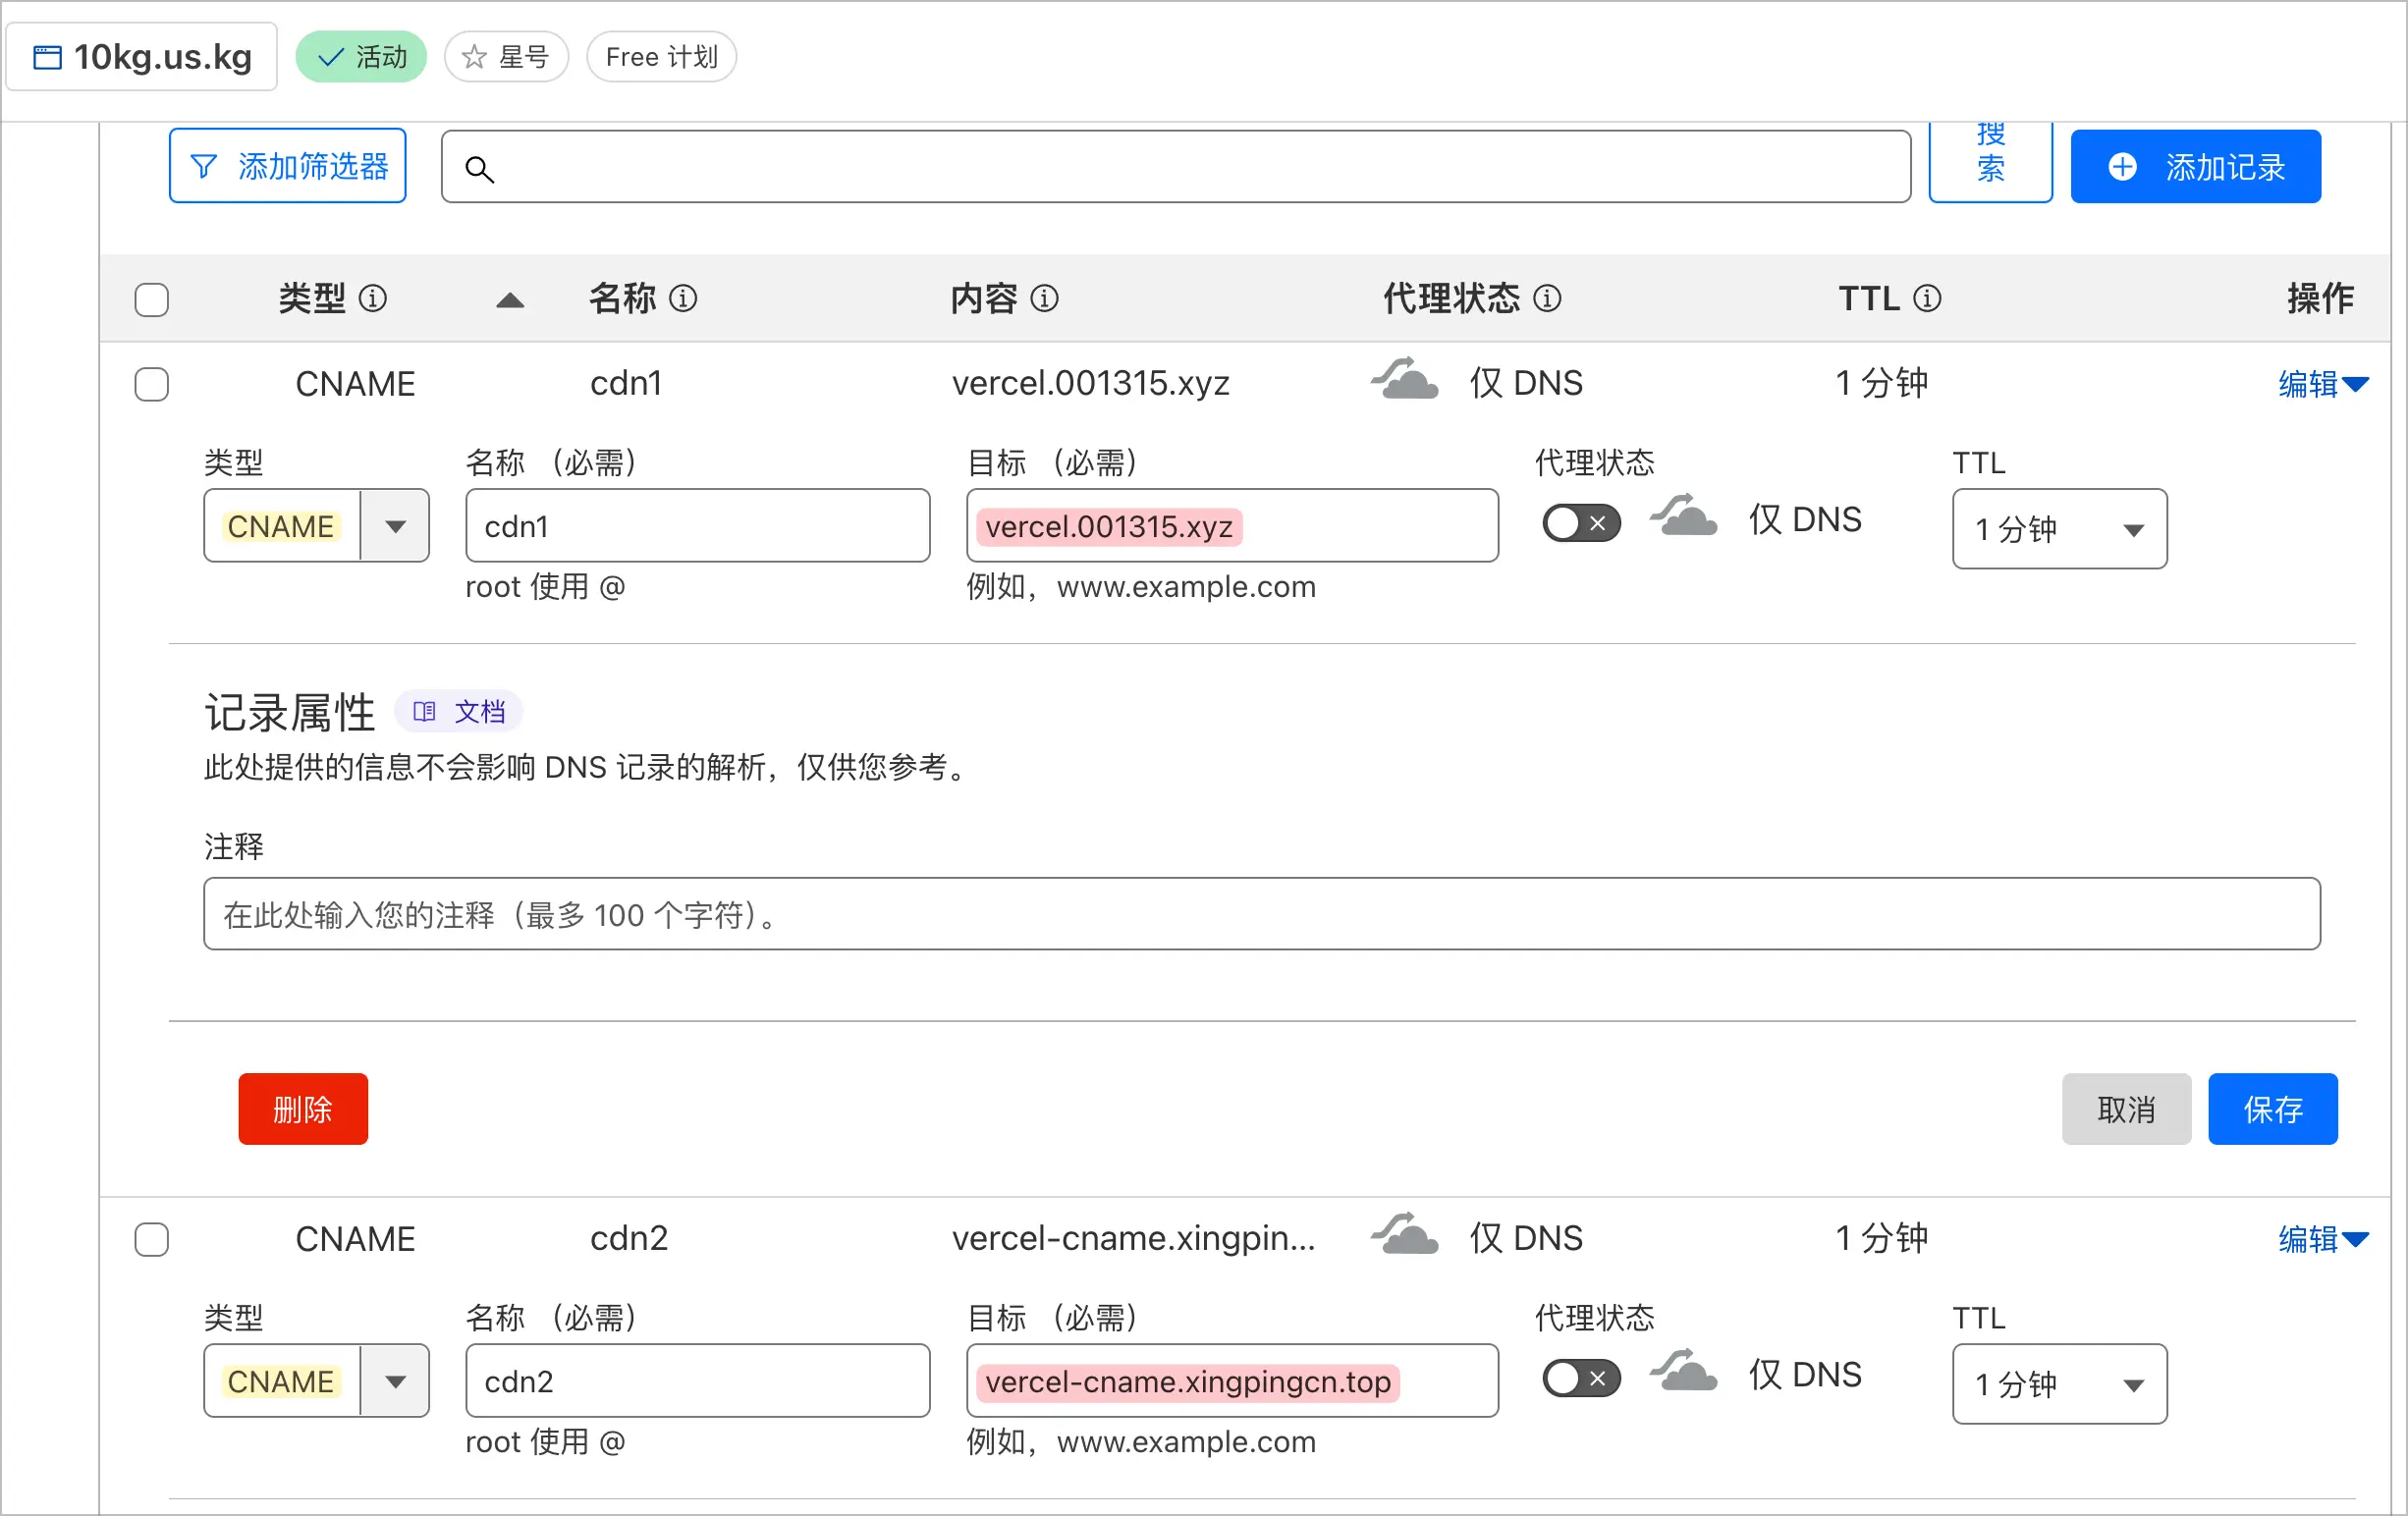 10kg.us.kg 活动 星号 Free 计划
添加筛选器 搜索 添加记录
类型 名称 内容 代理状态 TTL 操作
CNAME cdn1 vercel.001315.xyz 仅 DNS 1 分钟 编辑
类型 名称 （必需） 目标 （必需） 代理状态 TTL
CNAME cdn1 vercel.001315.xyz 仅 DNS 1 分钟
root 使用 @ 例如，www.example.com
记录属性 文档
此处提供的信息不会影响 DNS 记录的解析，仅供您参考。
注释
在此处输入您的注释（最多 100 个字符）。
删除 取消 保存
CNAME cdn2 vercel-cname.xingpin... 仅 DNS 1 分钟 编辑
类型 名称 （必需） 目标 （必需） 代理状态 TTL
CNAME cdn2 vercel-cname.xingpingcn.top 仅 DNS 1 分钟
root 使用 @ 例如，www.example.com